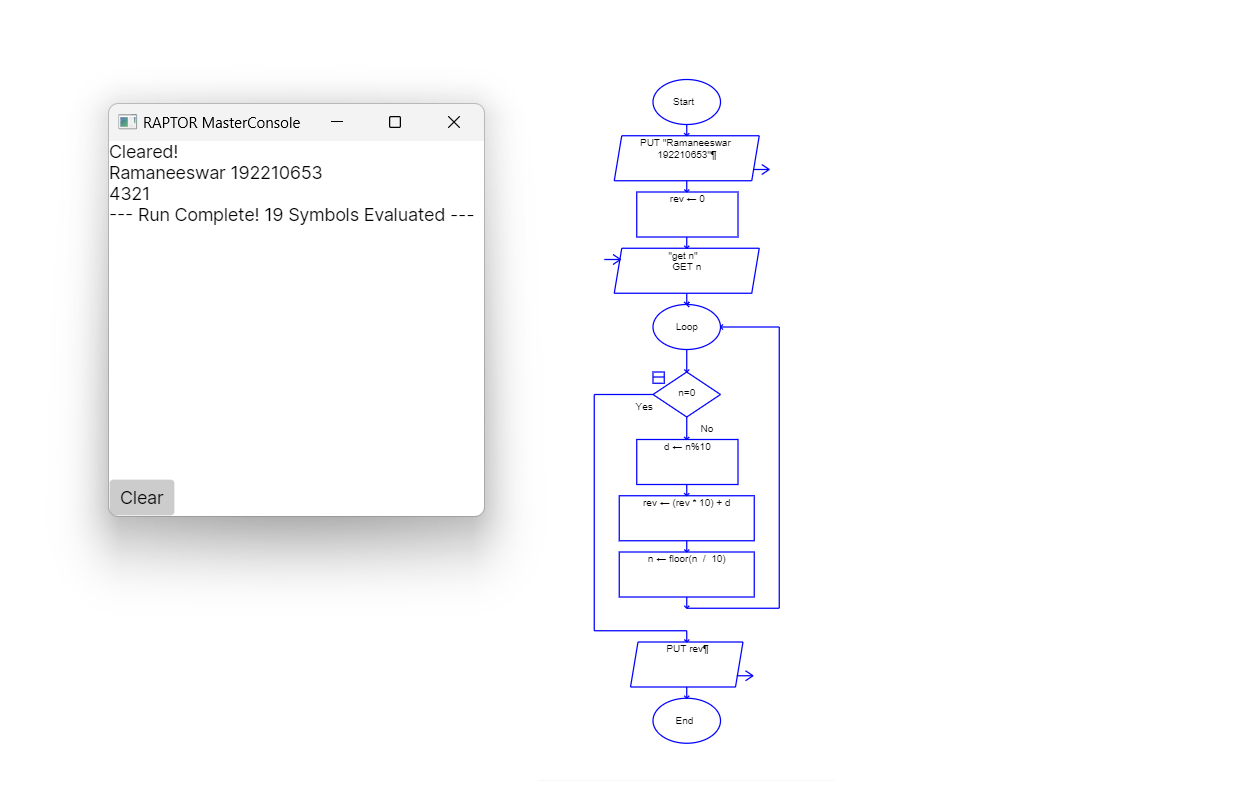 RAPTOR MasterConsole
Cleared!
Ramaneeswar 192210653
4321
--- Run Complete! 19 Symbols Evaluated ---
Clear
Start
PUT "Ramaneeswar
192210653"¶
rev ← 0
"get n"
GET n
Loop
n=0
Yes
No
d ← n%10
rev ← (rev * 10) + d
n ← floor(n / 10)
PUT rev¶
End